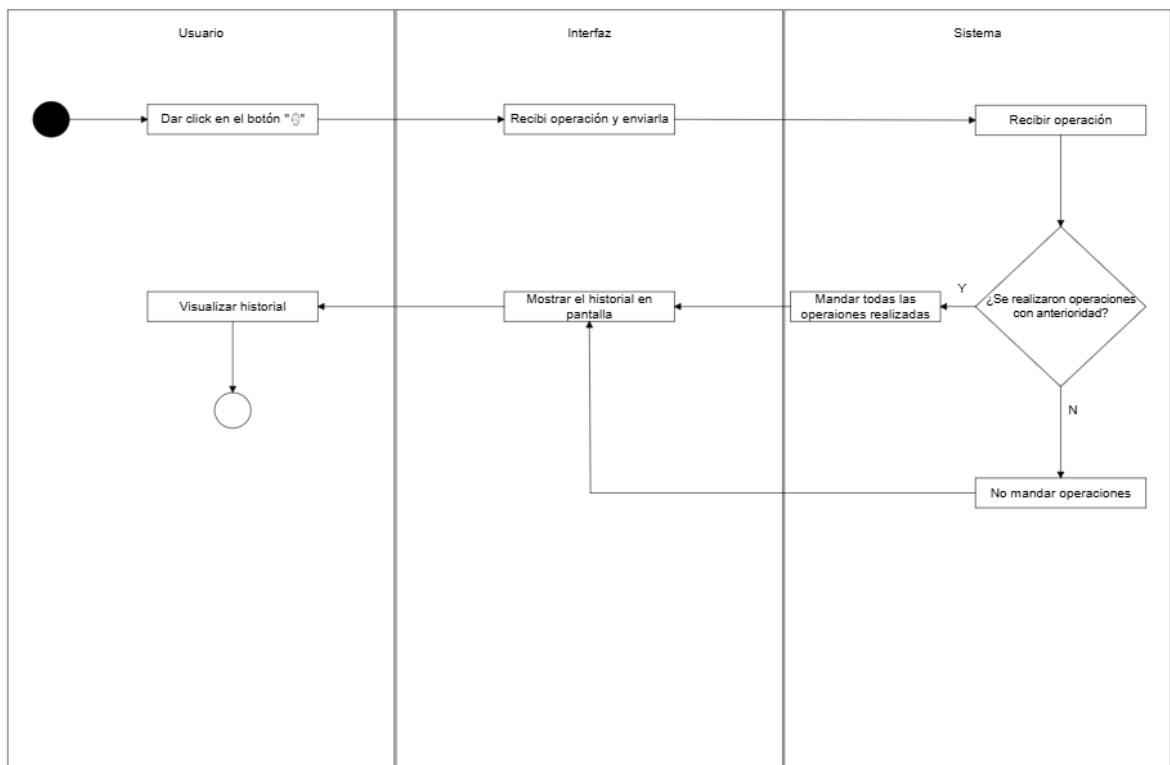 Usuario
Interfaz
Sistema
Dar click en el botón ""
Recibi operación y enviarla
Recibir operación
Visualizar historial
Mostrar el historial en
pantalla
Mandar todas las
operaiones realizadas
Y
¿Se realizaron operaciones
con anterioridad?
N
No mandar operaciones